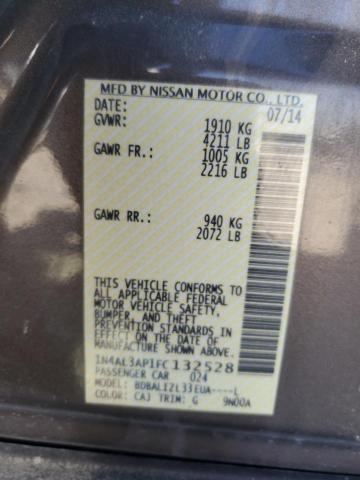 MFD BY NISSAN MOTOR CO., LTD.
DATE: 07/14
GVWR: 1910 KG
4211 LB
GAWR FR.: 1005 KG
2216 LB
GAWR RR.: 940 KG
2072 LB
THIS VEHICLE CONFORMS TO
ALL APPLICABLE FEDERAL
MOTOR VEHICLE SAFETY,
BUMPER, AND THEFT
PREVENTION STANDARDS IN
EFFECT ON THE DATE OF
MANUFACTURE SHOWN ABOVE.
1N4AL3AP1FC132528
PASSENGER CAR 024
MODEL: BDBALIZL33EUA----L
COLOR: CAJ TRIM: G 9N00A